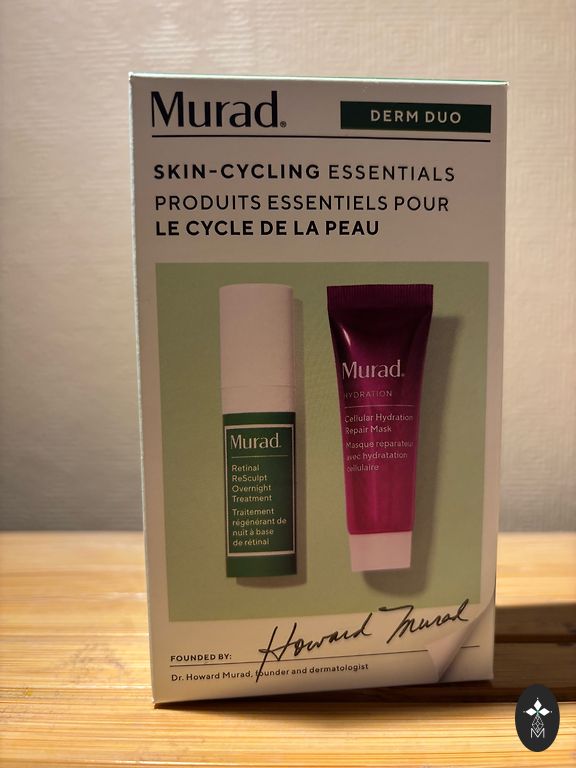 Murad®
DERM DUO
SKIN-CYCLING ESSENTIALS
PRODUITS ESSENTIELS POUR
LE CYCLE DE LA PEAU
Murad.
Retinal
ReSculpt
Overnight
Treatment
Traitement
régénérant de
nuit à base
de rétinal
Murad®
HYDRATION
Cellular Hydration
Repair Mask
Masque réparateur
avec hydratation
cellulaire
Howard Murad
FOUNDED BY:
Dr. Howard Murad, founder and dermatologist
M